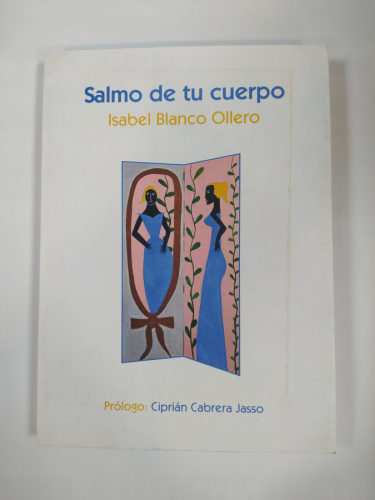 Salmo de tu cuerpo
Isabel Blanco Ollero
Prólogo: Ciprián Cabrera Jasso